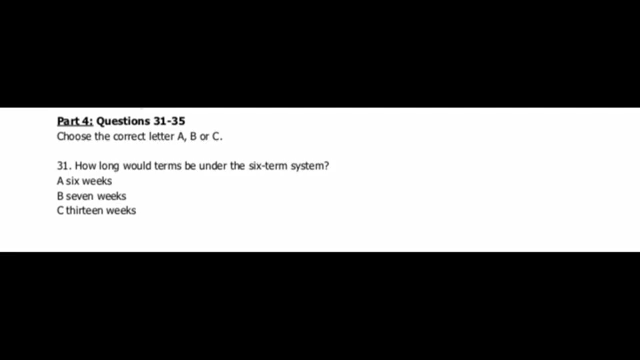 Part 4: Questions 31-35
Choose the correct letter A, B or C.
31. How long would terms be under the six-term system?
A six weeks
B seven weeks
C thirteen weeks